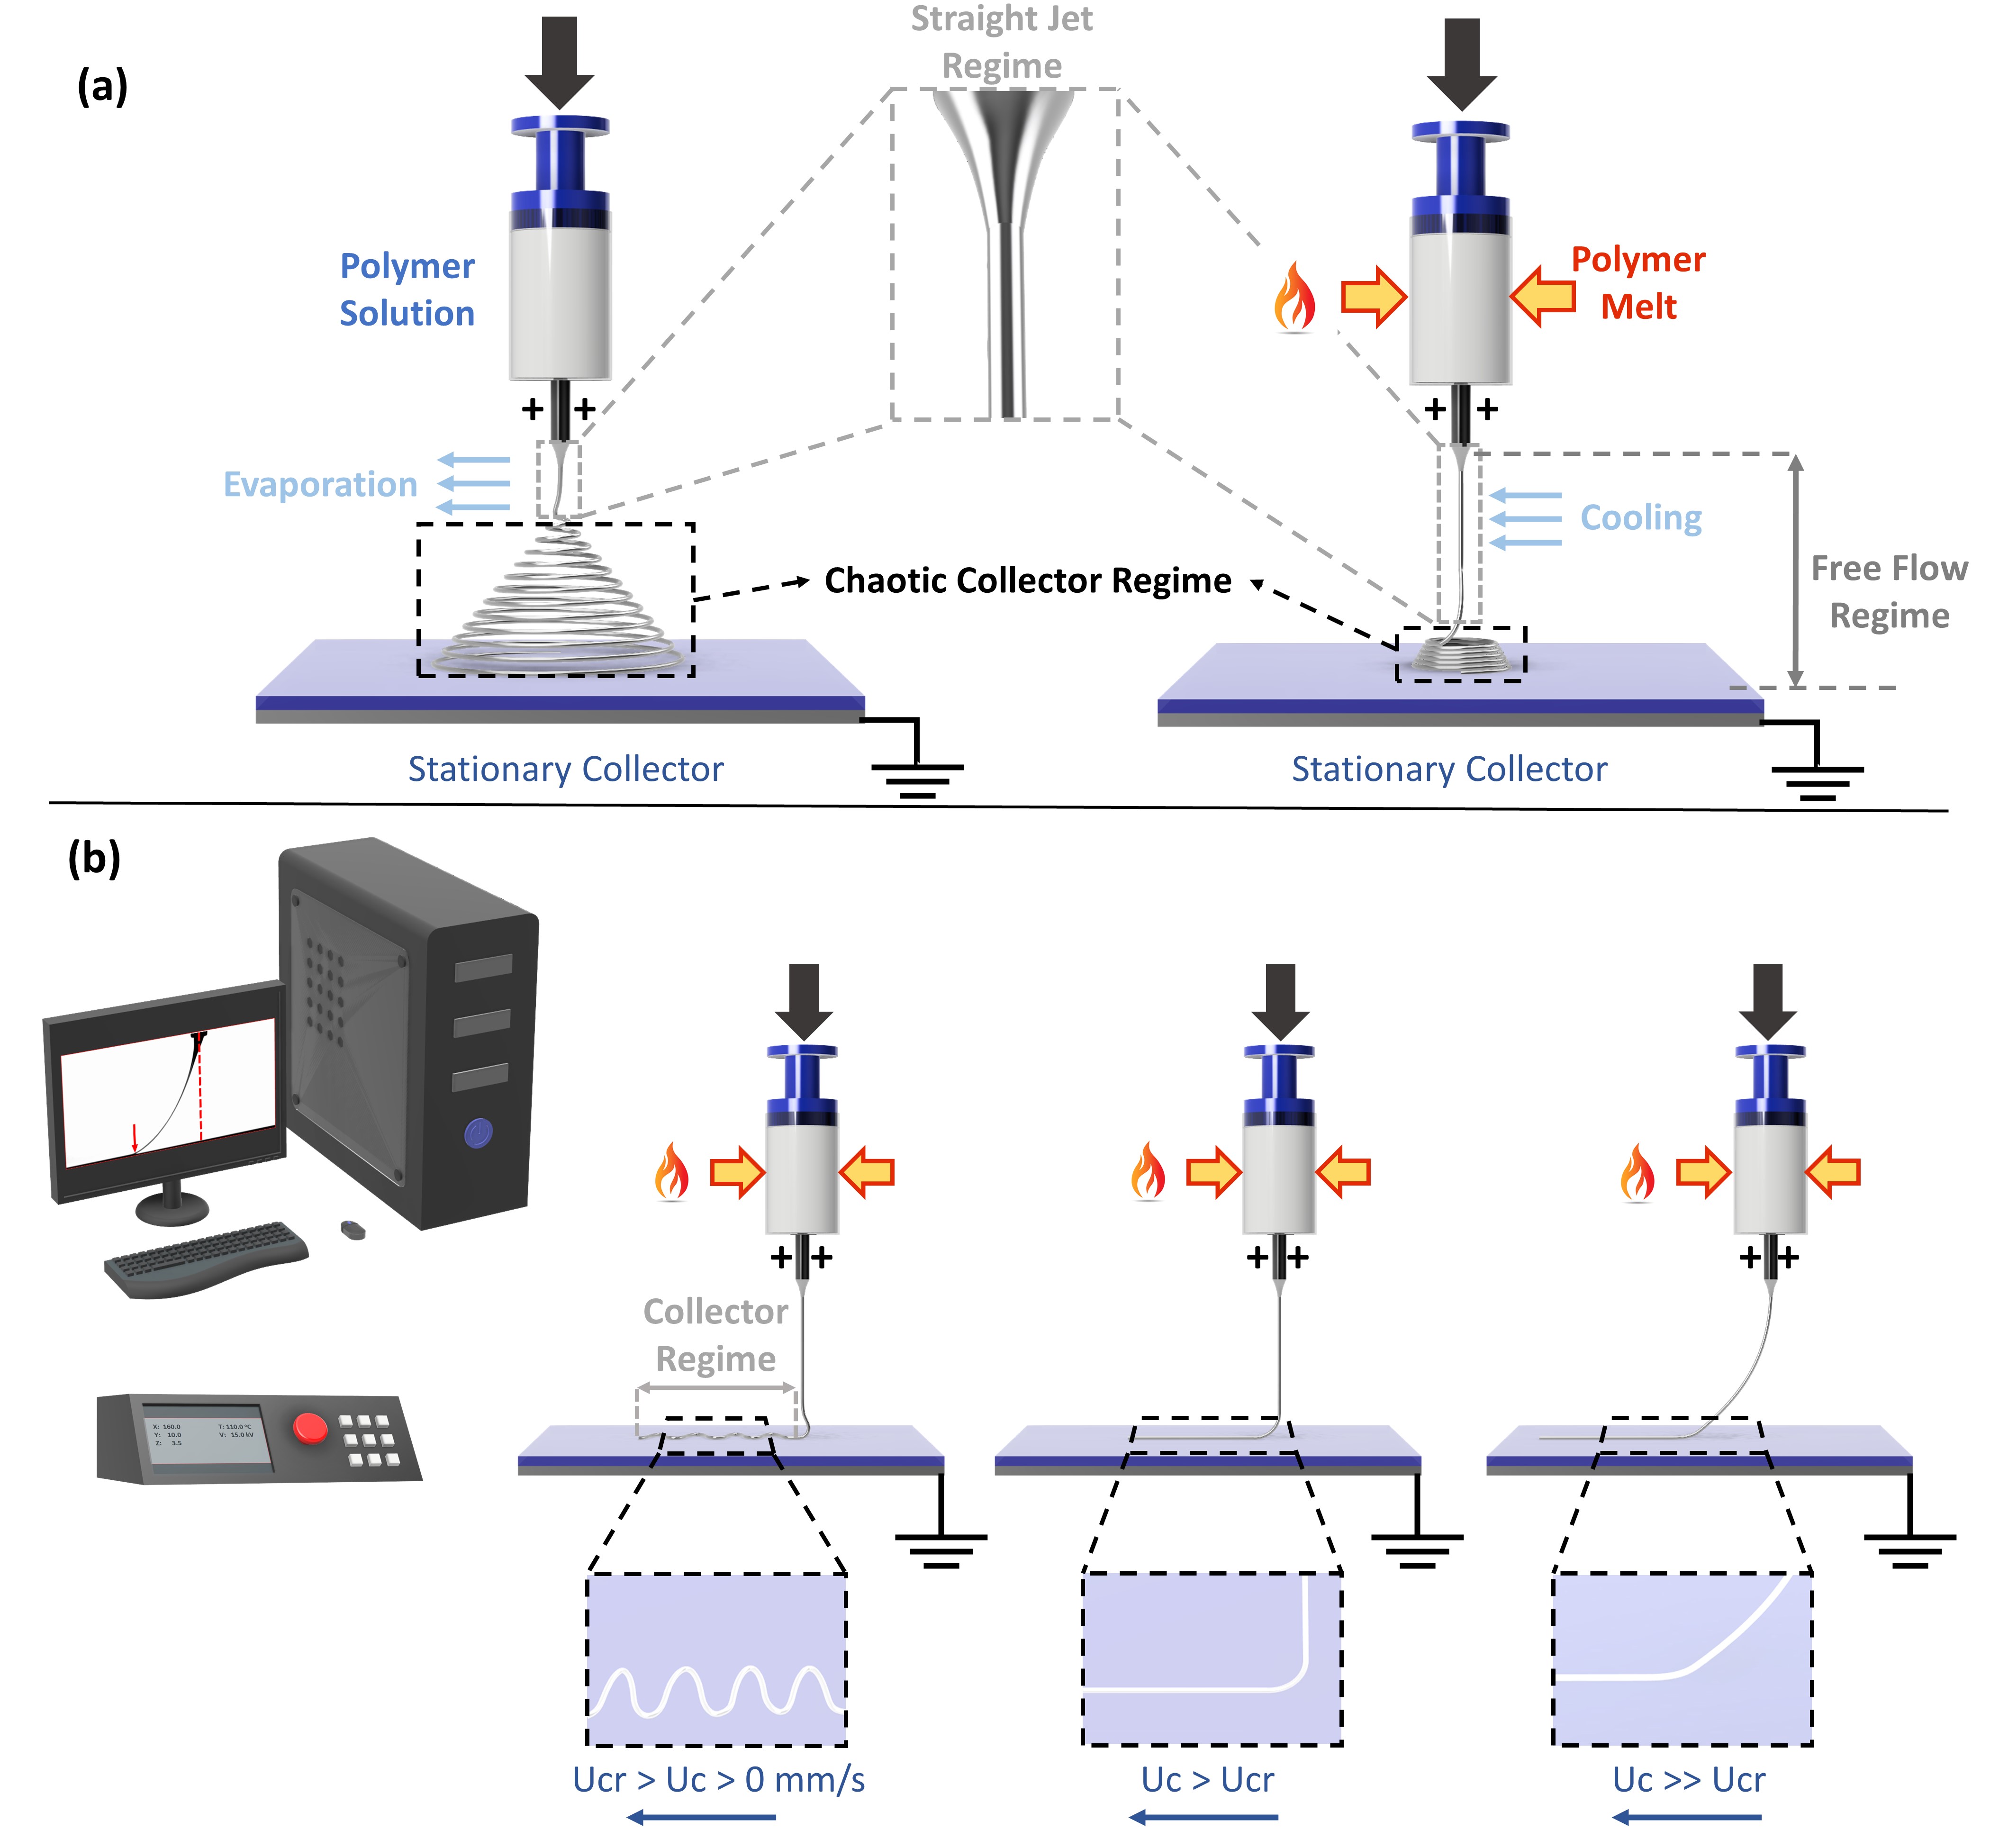 (a)
Straight Jet
Regime
Polymer
Solution
Polymer
Melt
+ +
+ +
Evaporation
Cooling
Free Flow
Regime
Chaotic Collector Regime
Stationary Collector
Stationary Collector
(b)
+ +
+ +
+ +
Collector
Regime
X: 160.0 T: 110.0 °C
Y: 10.0 V: 15.0 kV
Z: 3.5
Ucr > Uc > 0 mm/s
Uc > Ucr
Uc >> Ucr